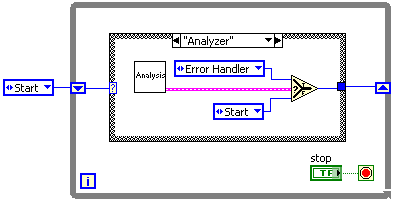 "Analyzer"
Analysis
Error Handler
Start
?
?
T
F
Start
stop
TF
i